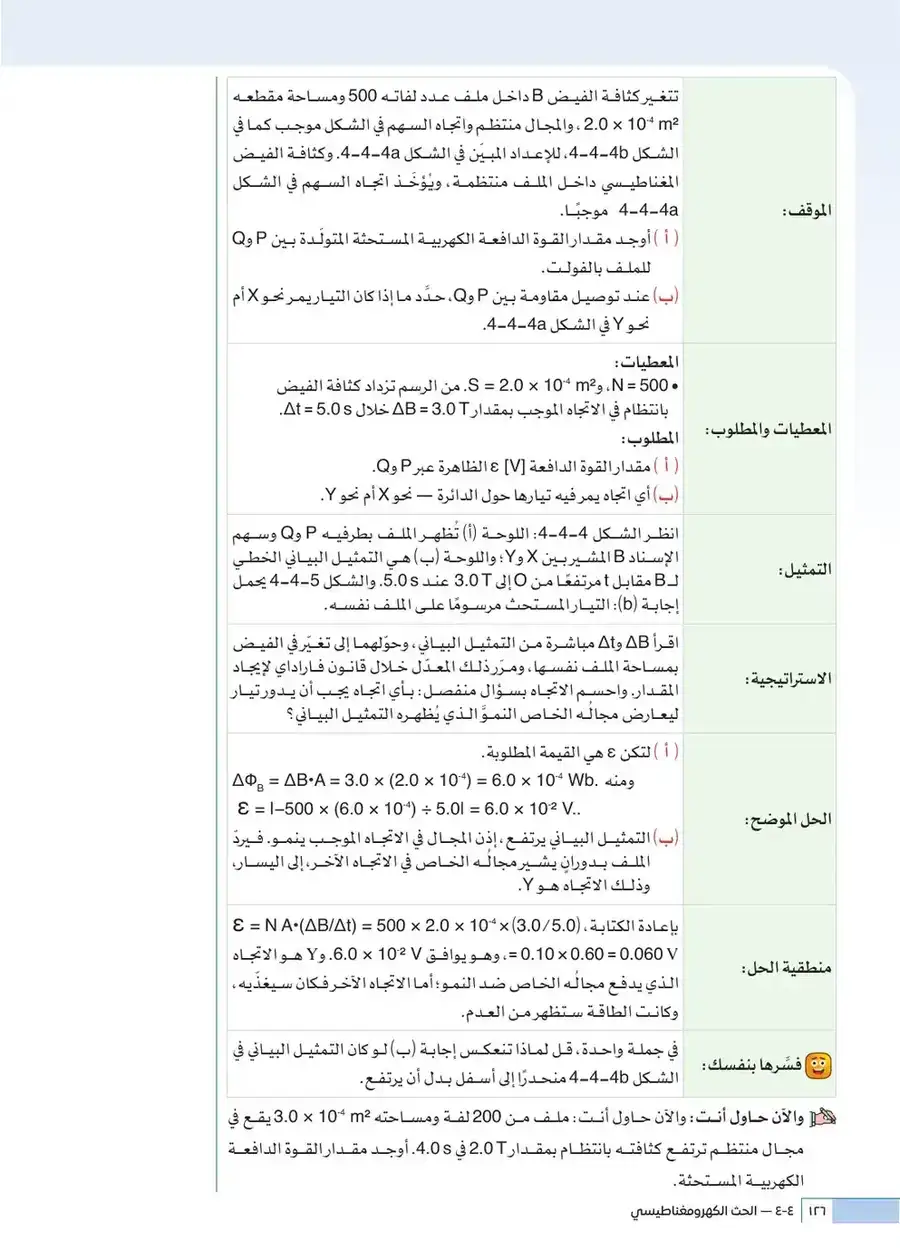 الموقف:
تتغير كثافة الفيض B داخل ملف عدد لفاته 500 ومساحة مقطعه
2.0 × 10⁻⁴ m²، والمجال منتظم واتجاه السهم في الشكل موجب كما في
الشكل 4–4–4b، للإعداد المبيَّن في الشكل 4–4–4a. وكثافة الفيض
المغناطيسي داخل الملف منتظمة، ويُؤْخَذ اتجاه السهم في الشكل
4–4–4a موجبًا.
(أ) أوجد مقدار القوة الدافعة الكهربية المستحثة المتولَدة بين P وQ
للملف بالفولت.
(ب) عند توصيل مقاومة بين P وQ، حدَّد ما إذا كان التيار يمر نحو X أم
نحو Y في الشكل 4–4–4a.
المعطيات والمطلوب:
المعطيات:
• N = 500، وS = 2.0 × 10⁻⁴ m². من الرسم تزداد كثافة الفيض
بانتظام في الاتجاه الموجب بمقدار ΔB = 3.0 T خلال Δt = 5.0 s.
المطلوب:
(أ) مقدار القوة الدافعة ε [V] الظاهرة عبر P وQ.
(ب) أي اتجاه يمر فيه تيارها حول الدائرة — نحو X أم نحو Y.
التمثيل:
انظر الشكل 4–4–4: اللوحة (أ) تُظهر الملف بطرفيه P وQ وسهم
الإسناد B المشير بين X وY؛ واللوحة (ب) هي التمثيل البياني الخطي
لـ B مقابل t مرتفعًا من O إلى 3.0 T عند 5.0 s. والشكل 5–4–4 يحمل
إجابة (b): التيار المستحث مرسومًا على الملف نفسه.
الاستراتيجية:
اقرأ ΔB وΔt مباشرة من التمثيل البياني، وحوّلهما إلى تغيّر في الفيض
بمساحة الملف نفسها، ومرّر ذلك المعدّل خلال قانون فاراداي لإيجاد
المقدار. واحسم الاتجاه بسؤال منفصل: بأي اتجاه يجب أن يدور تيار
ليعارض مجالُه الخاص النموَّ الذي يُظهره التمثيل البياني؟
الحل الموضح:
(أ) لتكن ε هي القيمة المطلوبة.
ومنه ΔΦ_B = ΔB•A = 3.0 × (2.0 × 10⁻⁴) = 6.0 × 10⁻⁴ Wb.
Ɛ = |–500 × (6.0 × 10⁻⁴) ÷ 5.0| = 6.0 × 10⁻² V..
(ب) التمثيل البياني يرتفع، إذن المجال في الاتجاه الموجب ينمو. فيردّ
الملف بدورانٍ يشير مجالُه الخاص في الاتجاه الآخر، إلى اليسار،
وذلك الاتجاه هو Y.
منطقية الحل:
بإعادة الكتابة، Ɛ = N A•(ΔB/Δt) = 500 × 2.0 × 10⁻⁴ × (3.0/5.0)
= 0.10 × 0.60 = 0.060 V، وهو يوافق 6.0 × 10⁻² V. وY هو الاتجاه
الذي يدفع مجالُه الخاص ضد النمو؛ أما الاتجاه الآخر فكان سيغذّيه،
وكانت الطاقة ستظهر من العدم.
فسَّرها بنفسك:
في جملة واحدة، قل لماذا تنعكس إجابة (ب) لو كان التمثيل البياني في
الشكل 4–4–4b منحدرًا إلى أسفل بدل أن يرتفع.
والآن حاول أنت: والآن حاول أنت: ملف من 200 لفة ومساحته 3.0 × 10⁻⁴ m² يقع في
مجال منتظم ترتفع كثافته بانتظام بمقدار 2.0 T في 4.0 s. أوجد مقدار القوة الدافعة
الكهربية المستحثة.
١٢٦ ٤-٤ — الحث الكهرومغناطيسي